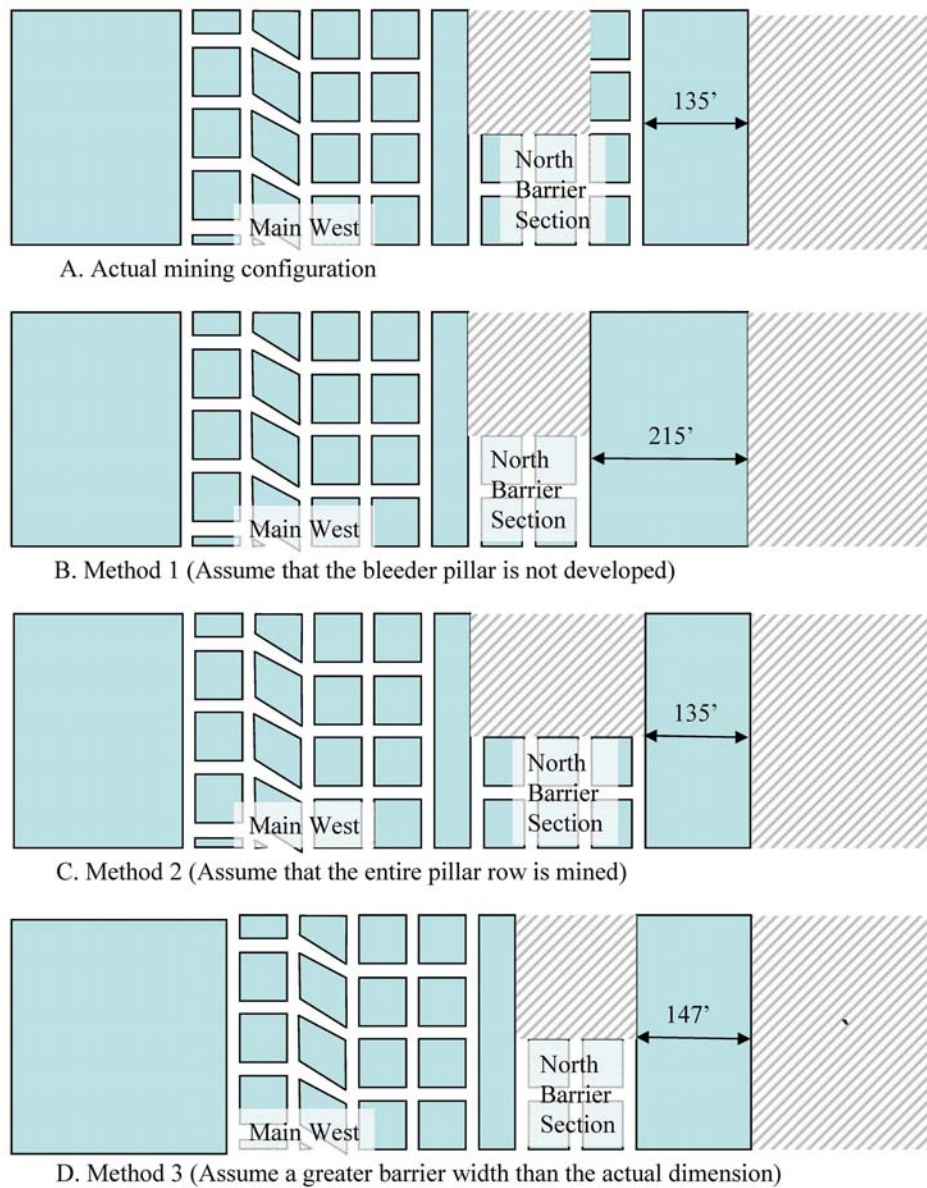 135’
North
Barrier
Section
Main West
A. Actual mining configuration
215’
North
Barrier
Section
Main West
B. Method 1 (Assume that the bleeder pillar is not developed)
135’
North
Barrier
Section
Main West
C. Method 2 (Assume that the entire pillar row is mined)
147’
North
Barrier
Section
Main West
D. Method 3 (Assume a greater barrier width than the actual dimension)